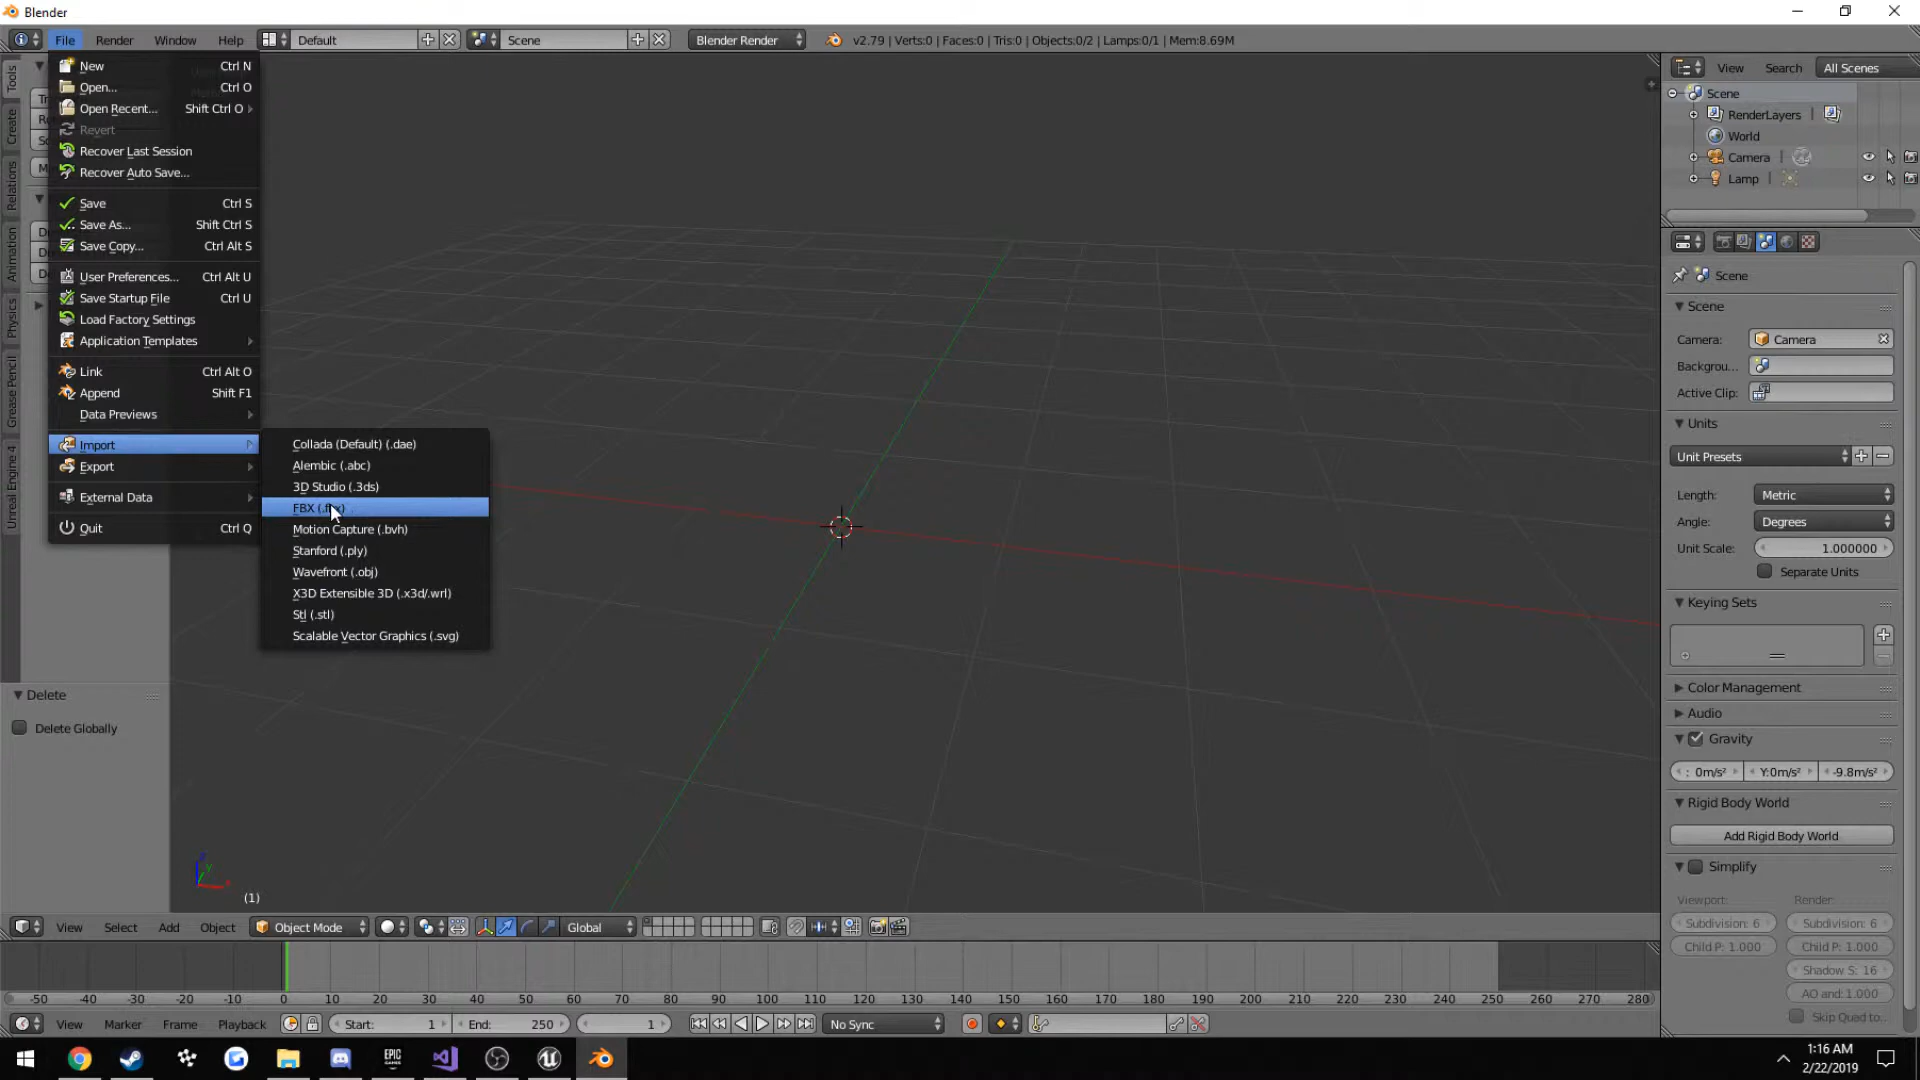 Blender
File Render Window Help Default Scene Blender Render v2.79 | Verts:0 | Faces:0 | Tris:0 | Objects:0/2 | Lamps:0/1 | Mem:8.69M
New Ctrl N
Open... Ctrl O
Open Recent... Shift Ctrl O
Revert
Recover Last Session
Recover Auto Save...
Save Ctrl S
Save As... Shift Ctrl S
Save Copy... Ctrl Alt S
User Preferences... Ctrl Alt U
Save Startup File Ctrl U
Load Factory Settings
Application Templates
Link Ctrl Alt O
Append Shift F1
Data Previews
Import
Export
External Data
Quit Ctrl Q
Collada (Default) (.dae)
Alembic (.abc)
3D Studio (.3ds)
FBX (.fbx)
Motion Capture (.bvh)
Stanford (.ply)
Wavefront (.obj)
X3D Extensible 3D (.x3d/.wrl)
Stl (.stl)
Scalable Vector Graphics (.svg)
Tools
Create
Relations
Animation
Physics
Grease Pencil
Unreal Engine 4
Delete
Delete Globally
(1)
View Search All Scenes
Scene
RenderLayers
World
Camera
Lamp
Scene
Scene
Camera: Camera
Backgrou...
Active Clip:
Units
Unit Presets
Length: Metric
Angle: Degrees
Unit Scale: 1.000000
Separate Units
Keying Sets
Color Management
Audio
Gravity
: 0m/s² Y:0m/s² -9.8m/s²
Rigid Body World
Add Rigid Body World
Simplify
Viewport: Render:
Subdivision: 6 Subdivision: 6
Child P: 1.000 Child P: 1.000
Shadow S: 16
AO and: 1.000
Skip Qued to...
View Select Add Object Object Mode Global
-50 -40 -30 -20 -10 0 10 20 30 40 50 60 70 80 90 100 110 120 130 140 150 160 170 180 190 200 210 220 230 240 250 260 270 280
View Marker Frame Playback Start: 1 End: 250 1 No Sync
EPIC
GAMES
1:16 AM
2/22/2019